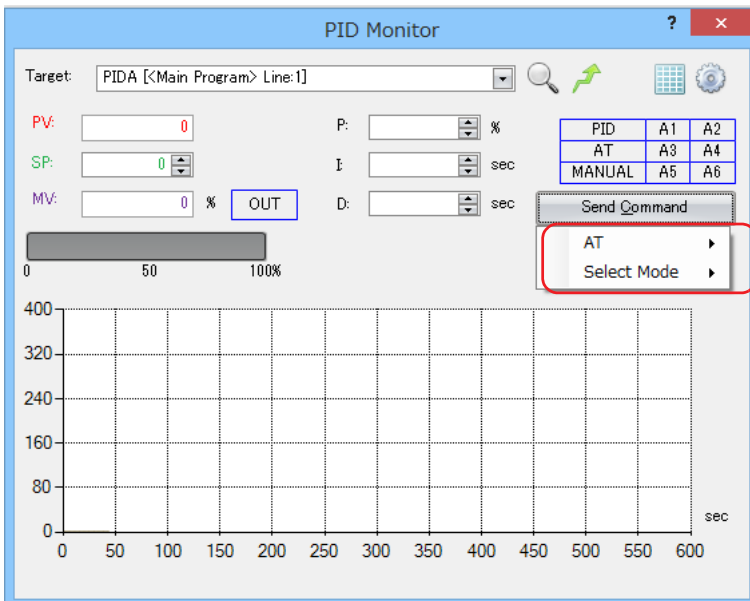 PID Monitor ? ×
Target: PIDA [<Main Program> Line:1]
PV: 0 P: % PID A1 A2
SP: 0 I: sec AT A3 A4
MANUAL A5 A6
MV: 0 % OUT D: sec Send Command
AT
0 50 100% Select Mode
400
320
240
160
80
0
sec
0 50 100 150 200 250 300 350 400 450 500 550 600